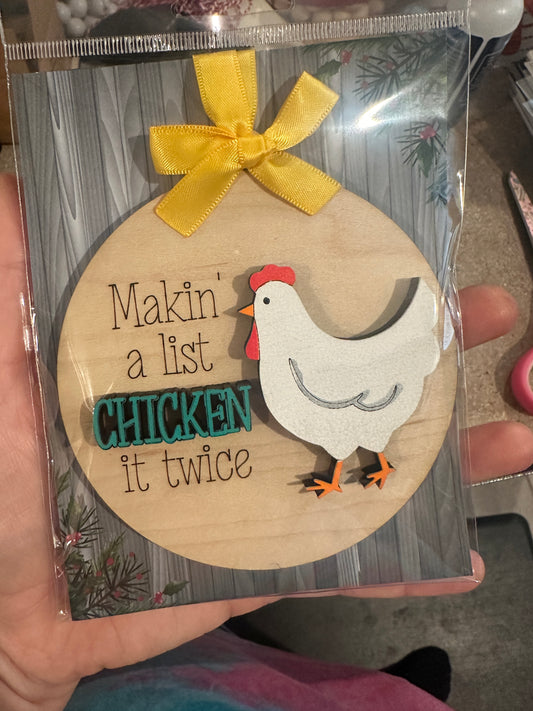 Makin'
a list
CHICKEN
it twice